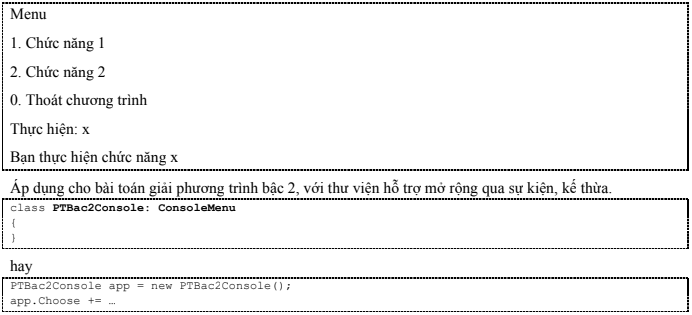 Menu
1. Chức năng 1
2. Chức năng 2
0. Thoát chương trình
Thực hiện: x
Bạn thực hiện chức năng x
Áp dụng cho bài toán giải phương trình bậc 2, với thư viện hỗ trợ mở rộng qua sự kiện, kế thừa.
class PTBac2Console: ConsoleMenu
{
}
hay
PTBac2Console app = new PTBac2Console();
app.Choose += …